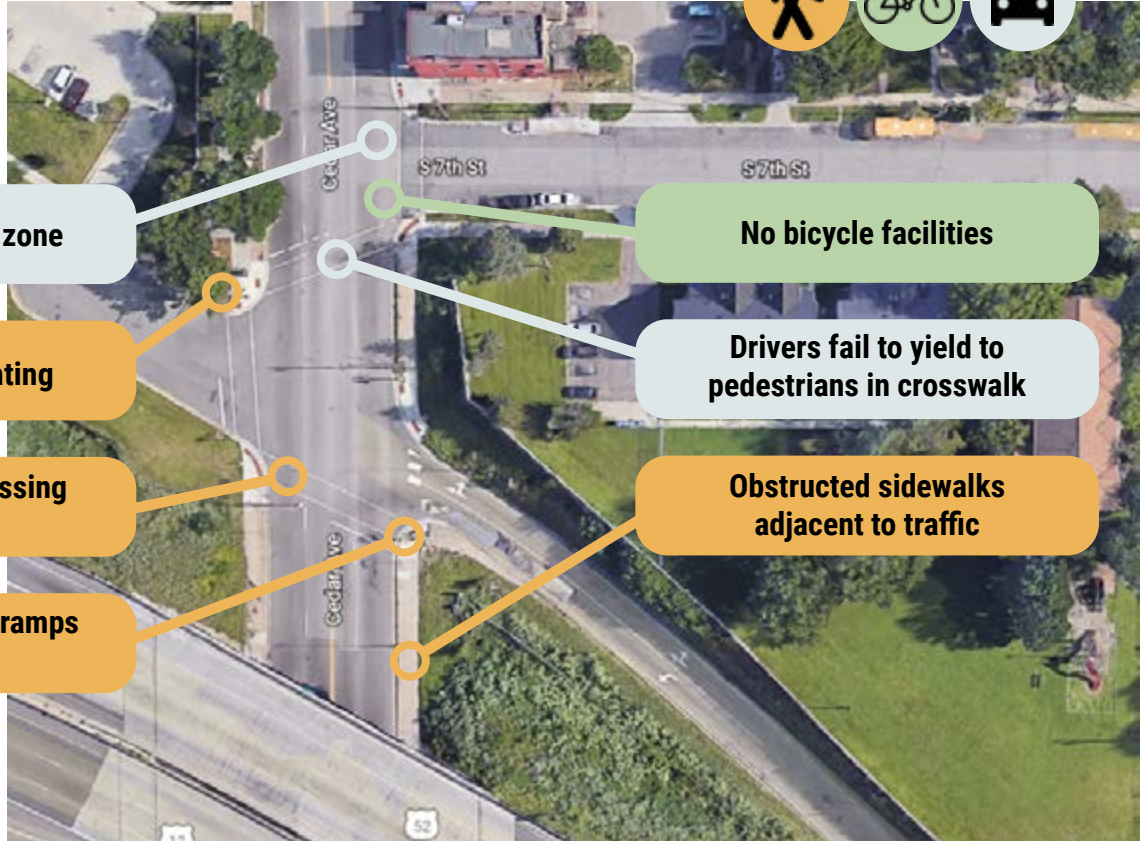 Cedar Ave
S 7th St
S 7th St
zone
No bicycle facilities
Drivers fail to yield to
pedestrians in crosswalk
ssing
Obstructed sidewalks
adjacent to traffic
Cedar Ave
ramps
52